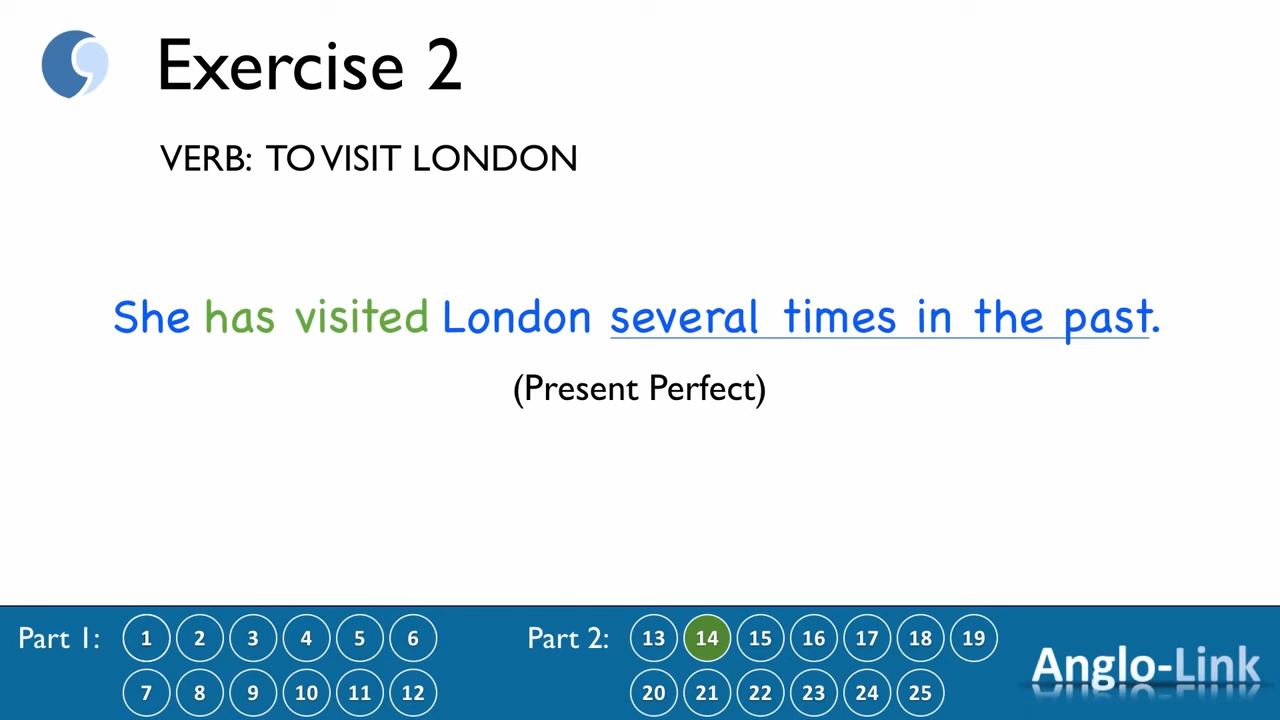 Exercise 2
VERB: TO VISIT LONDON
She has visited London several times in the past.
(Present Perfect)
Part 1: 1 2 3 4 5 6
7 8 9 10 11 12
Part 2: 13 14 15 16 17 18 19
20 21 22 23 24 25
Anglo-Link